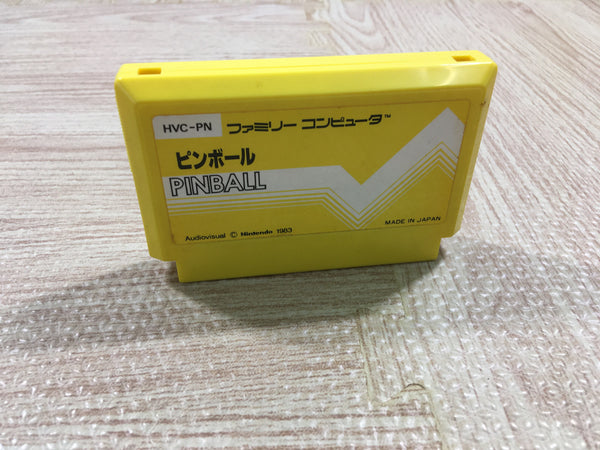 HVC-PN ファミリー コンピュータ™
ピンボール
PINBALL
Audiovisual © Nintendo 1983
MADE IN JAPAN